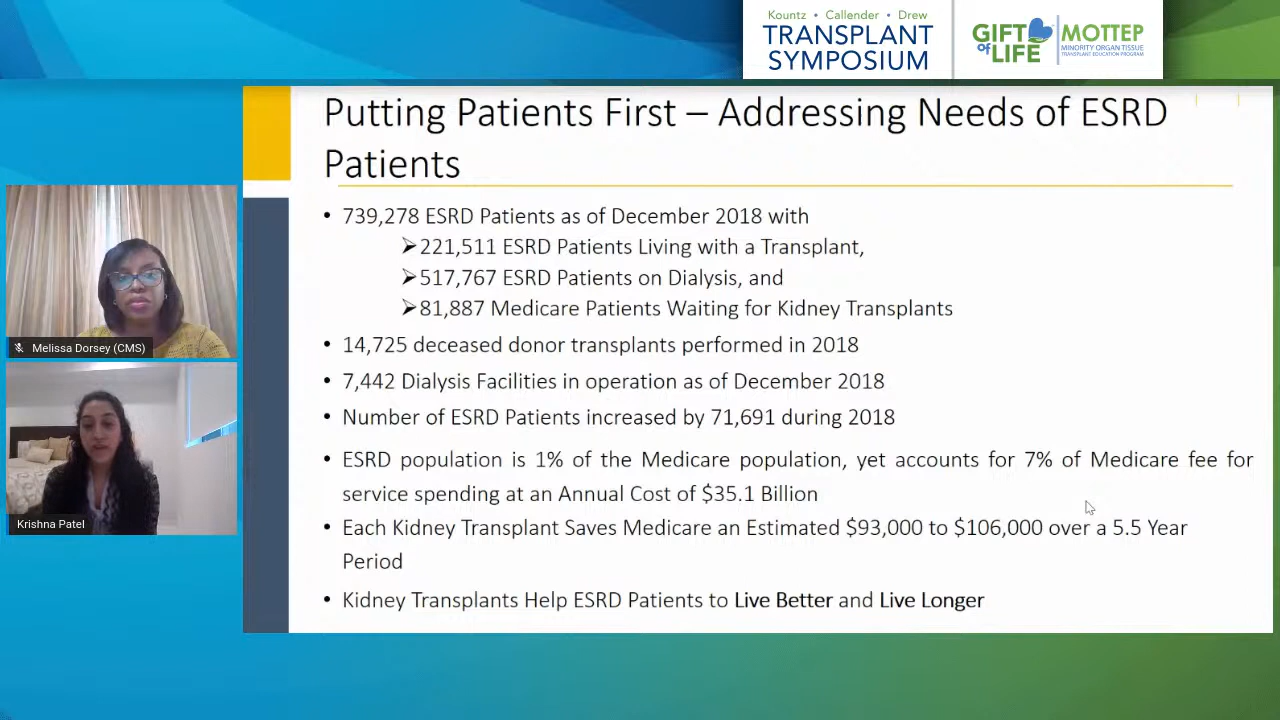 Kountz • Callender • Drew
TRANSPLANT
SYMPOSIUM
GIFT
of
LIFE
MOTTEP
MINORITY ORGAN TISSUE
TRANSPLANT EDUCATION PROGRAM
Putting Patients First – Addressing Needs of ESRD
Patients
• 739,278 ESRD Patients as of December 2018 with
➢221,511 ESRD Patients Living with a Transplant,
➢517,767 ESRD Patients on Dialysis, and
➢81,887 Medicare Patients Waiting for Kidney Transplants
• 14,725 deceased donor transplants performed in 2018
• 7,442 Dialysis Facilities in operation as of December 2018
• Number of ESRD Patients increased by 71,691 during 2018
• ESRD population is 1% of the Medicare population, yet accounts for 7% of Medicare fee for
service spending at an Annual Cost of $35.1 Billion
• Each Kidney Transplant Saves Medicare an Estimated $93,000 to $106,000 over a 5.5 Year
Period
• Kidney Transplants Help ESRD Patients to Live Better and Live Longer
Melissa Dorsey (CMS)
Krishna Patel